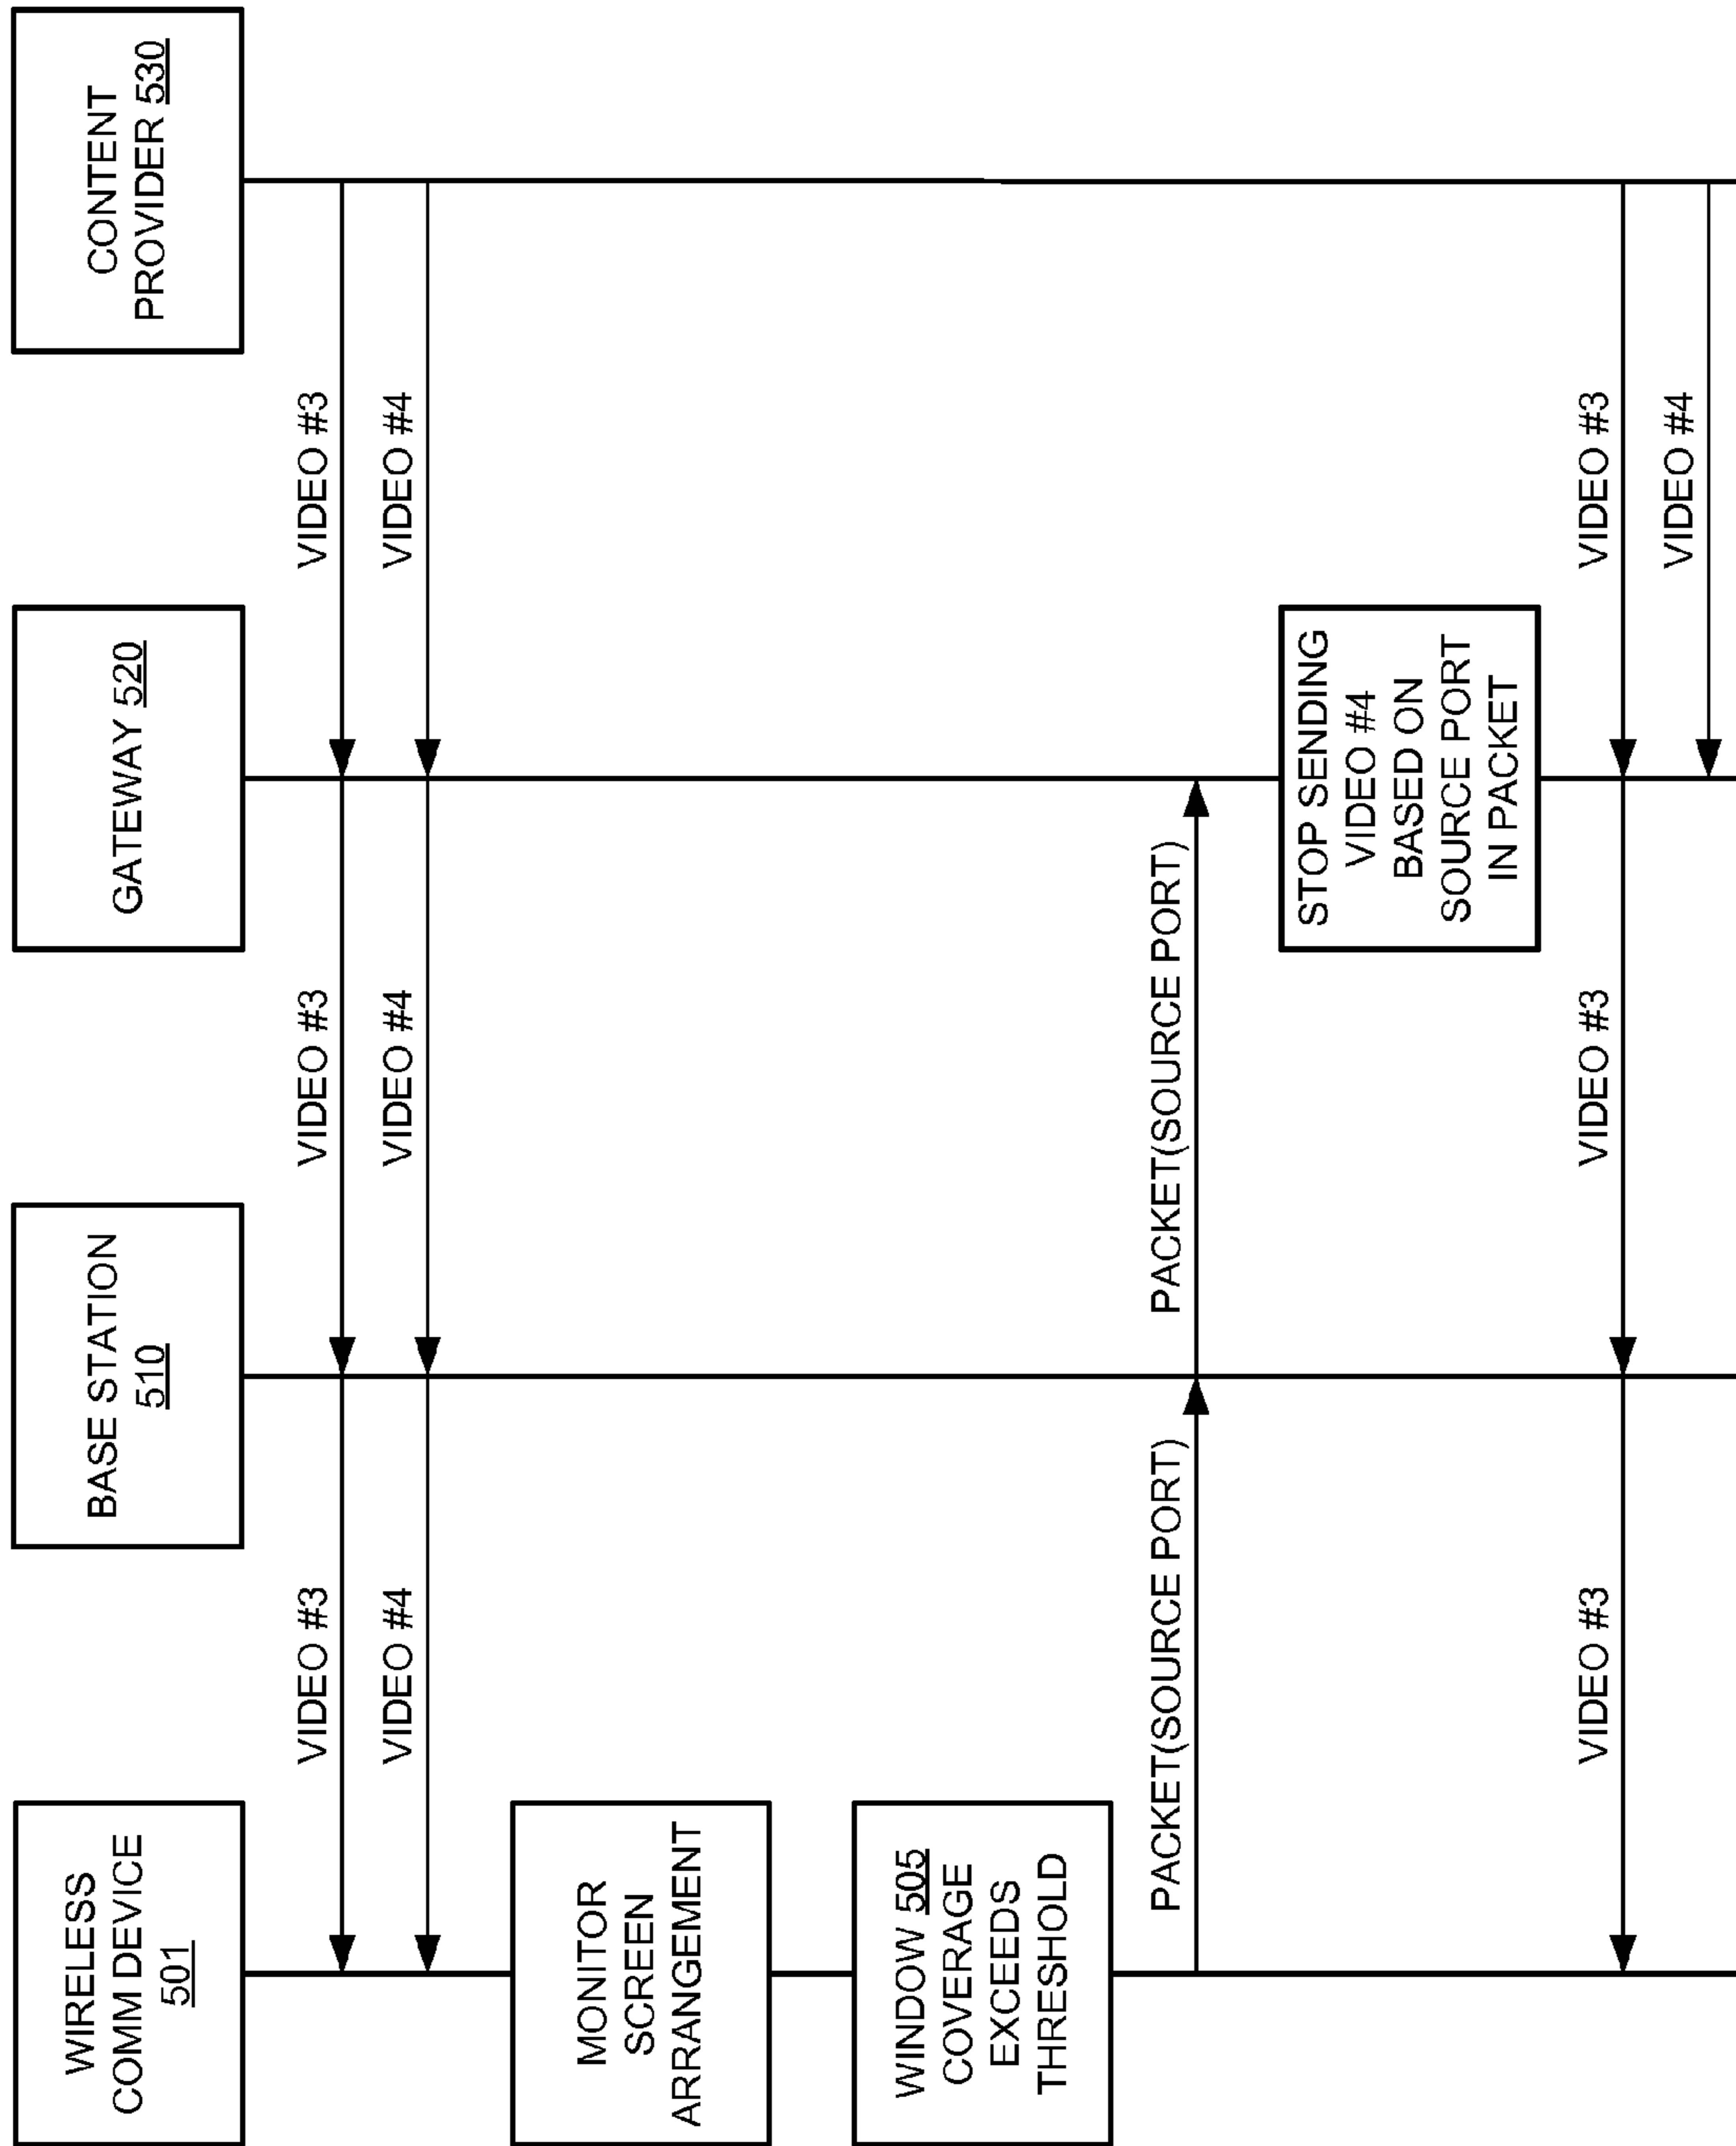 WIRELESS
COMM DEVICE
501
BASE STATION
510
GATEWAY 520
CONTENT
PROVIDER 530
VIDEO #3
VIDEO #3
VIDEO #3
VIDEO #4
VIDEO #4
VIDEO #4
MONITOR
SCREEN
ARRANGEMENT
WINDOW 505
COVERAGE
EXCEEDS
THRESHOLD
PACKET(SOURCE PORT)
PACKET(SOURCE PORT)
STOP SENDING
VIDEO #4
BASED ON
SOURCE PORT
IN PACKET
VIDEO #3
VIDEO #3
VIDEO #3
VIDEO #4